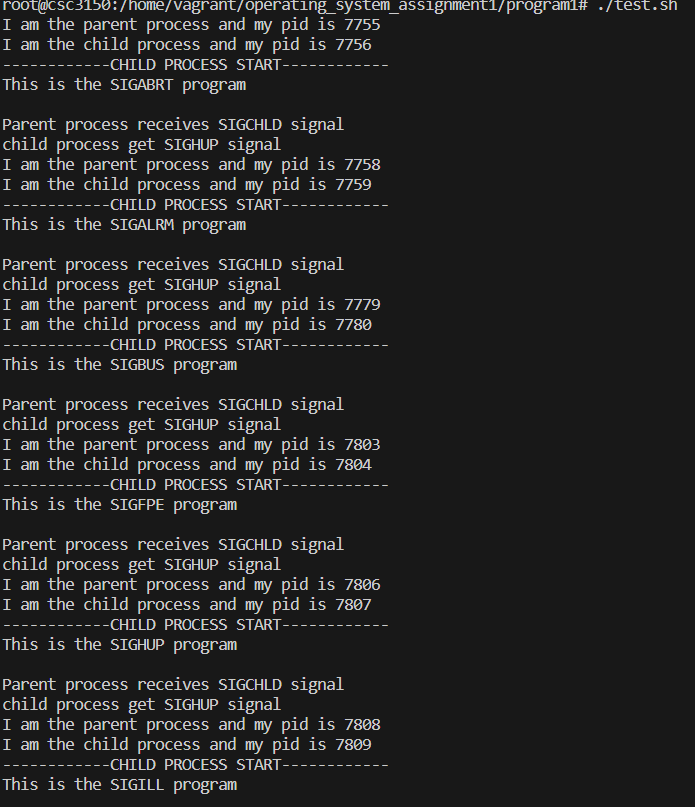 root@csc3150:/home/vagrant/operating_system_assignment1/program1# ./test.sh
I am the parent process and my pid is 7755
I am the child process and my pid is 7756
------------CHILD PROCESS START------------
This is the SIGABRT program

Parent process receives SIGCHLD signal
child process get SIGHUP signal
I am the parent process and my pid is 7758
I am the child process and my pid is 7759
------------CHILD PROCESS START------------
This is the SIGALRM program

Parent process receives SIGCHLD signal
child process get SIGHUP signal
I am the parent process and my pid is 7779
I am the child process and my pid is 7780
------------CHILD PROCESS START------------
This is the SIGBUS program

Parent process receives SIGCHLD signal
child process get SIGHUP signal
I am the parent process and my pid is 7803
I am the child process and my pid is 7804
------------CHILD PROCESS START------------
This is the SIGFPE program

Parent process receives SIGCHLD signal
child process get SIGHUP signal
I am the parent process and my pid is 7806
I am the child process and my pid is 7807
------------CHILD PROCESS START------------
This is the SIGHUP program

Parent process receives SIGCHLD signal
child process get SIGHUP signal
I am the parent process and my pid is 7808
I am the child process and my pid is 7809
------------CHILD PROCESS START------------
This is the SIGILL program